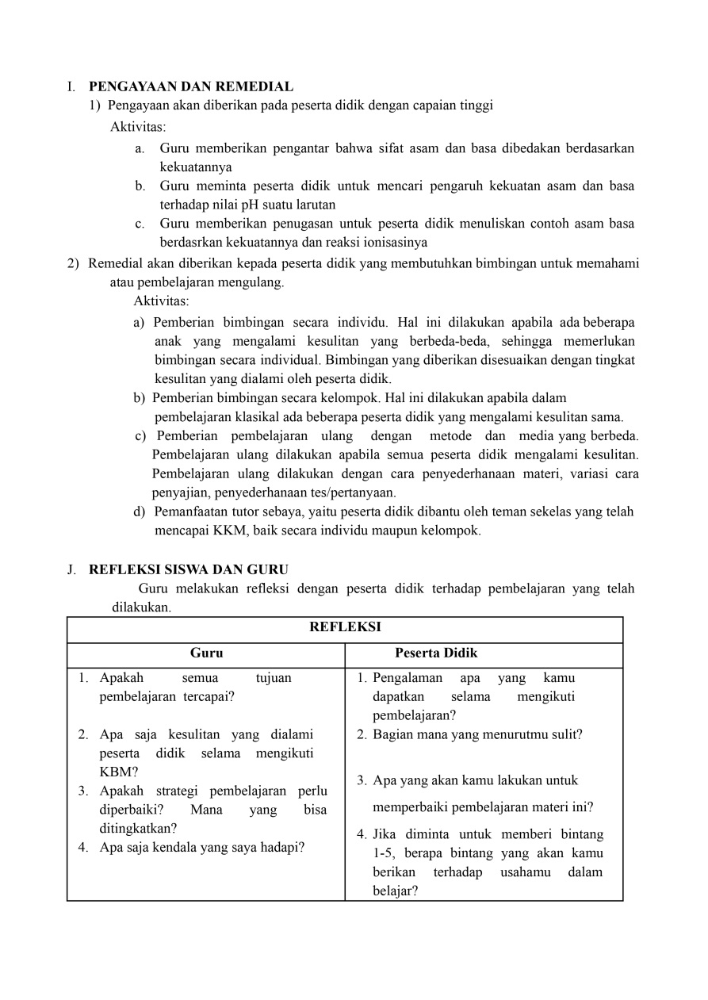 I. PENGAYAAN DAN REMEDIAL
1) Pengayaan akan diberikan pada peserta didik dengan capaian tinggi
Aktivitas:
a. Guru memberikan pengantar bahwa sifat asam dan basa dibedakan berdasarkan
kekuatannya
b. Guru meminta peserta didik untuk mencari pengaruh kekuatan asam dan basa
terhadap nilai pH suatu larutan
c. Guru memberikan penugasan untuk peserta didik menuliskan contoh asam basa
berdasrkan kekuatannya dan reaksi ionisasinya
2) Remedial akan diberikan kepada peserta didik yang membutuhkan bimbingan untuk memahami
atau pembelajaran mengulang.
Aktivitas:
a) Pemberian bimbingan secara individu. Hal ini dilakukan apabila ada beberapa
anak yang mengalami kesulitan yang berbeda-beda, sehingga memerlukan
bimbingan secara individual. Bimbingan yang diberikan disesuaikan dengan tingkat
kesulitan yang dialami oleh peserta didik.
b) Pemberian bimbingan secara kelompok. Hal ini dilakukan apabila dalam
pembelajaran klasikal ada beberapa peserta didik yang mengalami kesulitan sama.
c) Pemberian pembelajaran ulang dengan metode dan media yang berbeda.
Pembelajaran ulang dilakukan apabila semua peserta didik mengalami kesulitan.
Pembelajaran ulang dilakukan dengan cara penyederhanaan materi, variasi cara
penyajian, penyederhanaan tes/pertanyaan.
d) Pemanfaatan tutor sebaya, yaitu peserta didik dibantu oleh teman sekelas yang telah
mencapai KKM, baik secara individu maupun kelompok.
J. REFLEKSI SISWA DAN GURU
Guru melakukan refleksi dengan peserta didik terhadap pembelajaran yang telah
dilakukan.
REFLEKSI
Guru
1. Apakah semua tujuan
pembelajaran tercapai?
2. Apa saja kesulitan yang dialami
peserta didik selama mengikuti
KBM?
3. Apakah strategi pembelajaran perlu
diperbaiki? Mana yang bisa
ditingkatkan?
4. Apa saja kendala yang saya hadapi?
Peserta Didik
1. Pengalaman apa yang kamu
dapatkan selama mengikuti
pembelajaran?
2. Bagian mana yang menurutmu sulit?
3. Apa yang akan kamu lakukan untuk
memperbaiki pembelajaran materi ini?
4. Jika diminta untuk memberi bintang
1-5, berapa bintang yang akan kamu
berikan terhadap usahamu dalam
belajar?